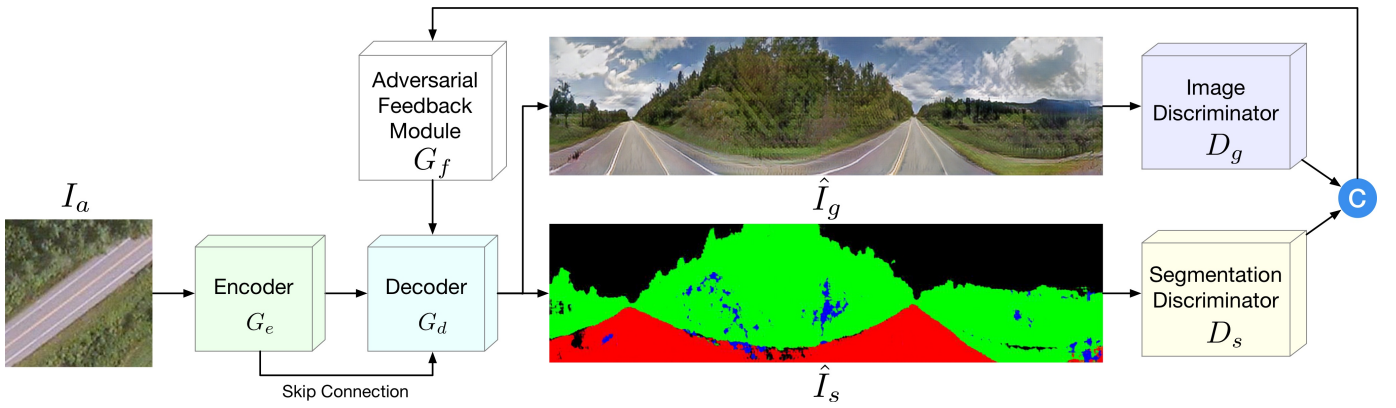 Adversarial
Feedback
Module
G_f
I_a
Encoder
G_e
Decoder
G_d
Skip Connection
Î_g
Î_s
Image
Discriminator
D_g
Segmentation
Discriminator
D_s
C